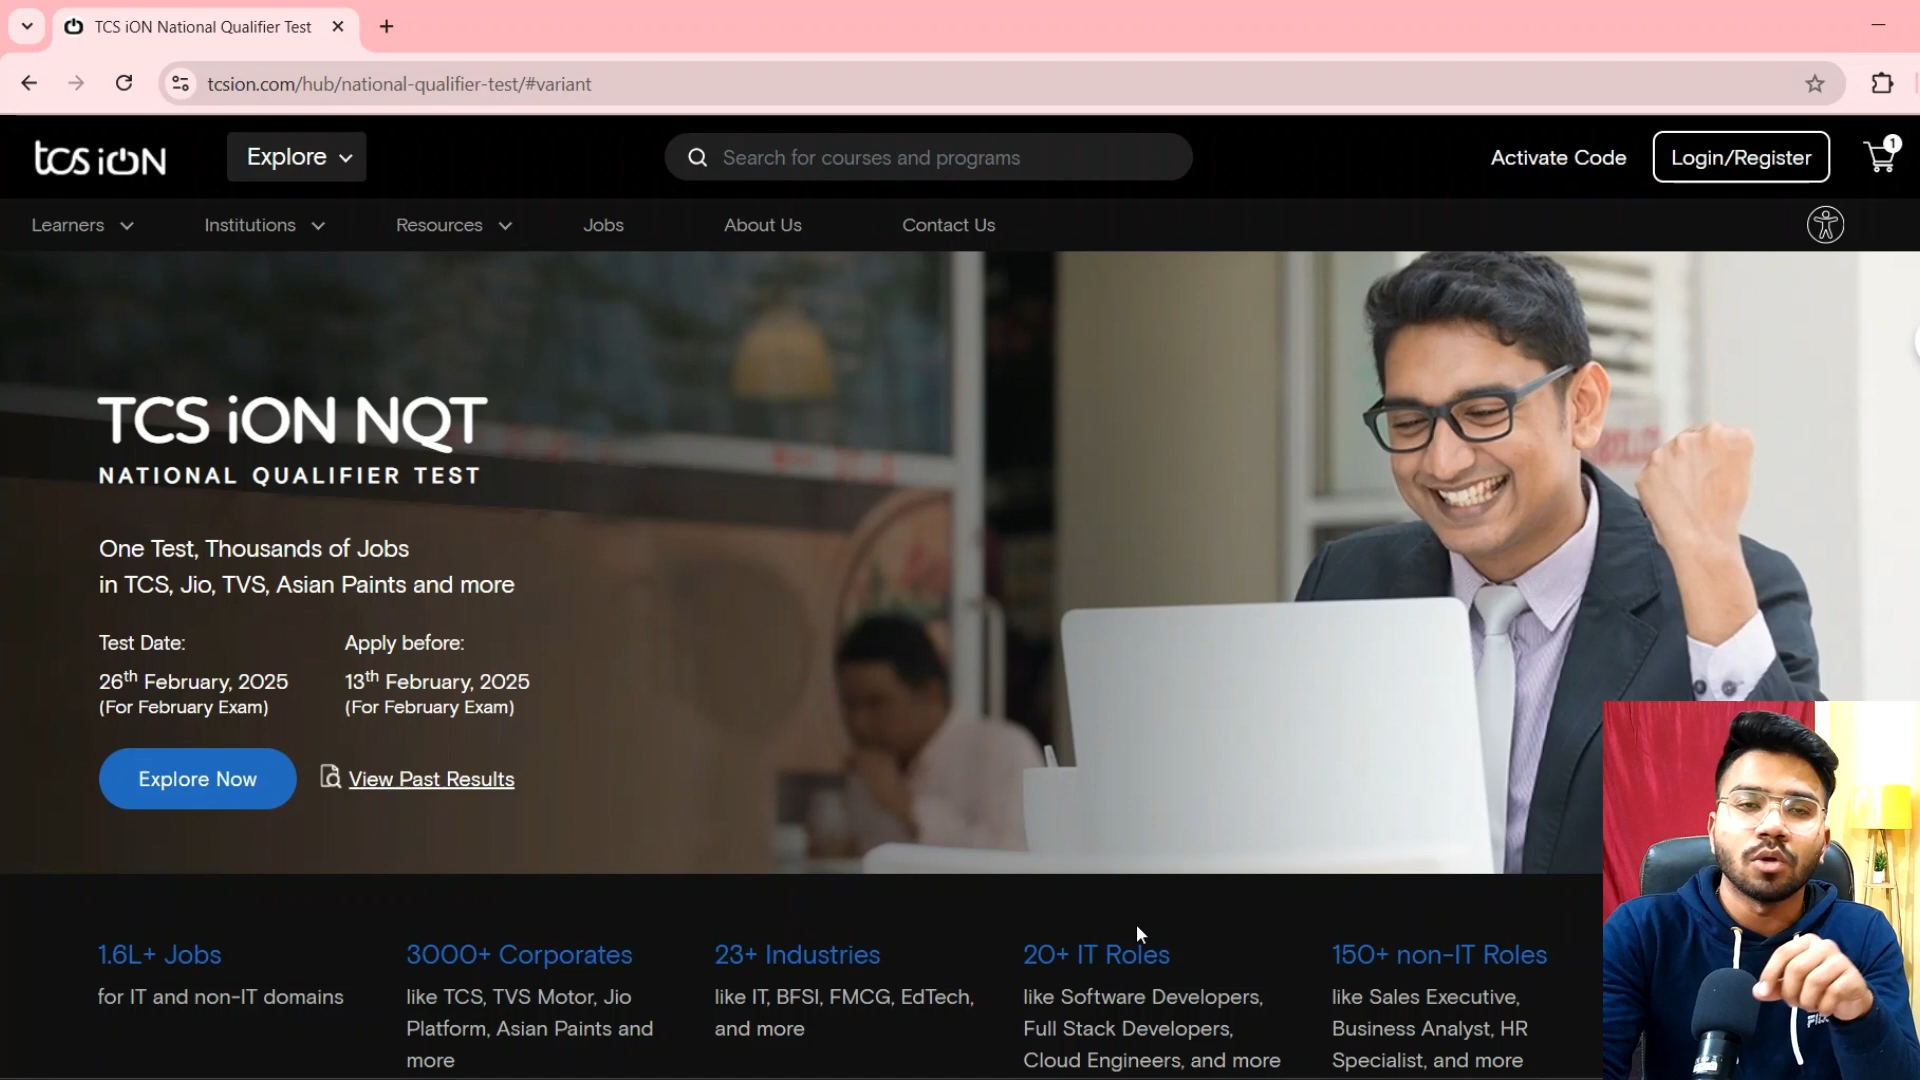 TCS iON National Qualifier Test
tcsion.com/hub/national-qualifier-test/#variant
tcs iON
Explore
Search for courses and programs
Activate Code
Login/Register
1
Learners
Institutions
Resources
Jobs
About Us
Contact Us
TCS iON NQT
NATIONAL QUALIFIER TEST
One Test, Thousands of Jobs
in TCS, Jio, TVS, Asian Paints and more
Test Date:
26th February, 2025
(For February Exam)
Apply before:
13th February, 2025
(For February Exam)
Explore Now
View Past Results
1.6L+ Jobs
for IT and non-IT domains
3000+ Corporates
like TCS, TVS Motor, Jio
Platform, Asian Paints and
more
23+ Industries
like IT, BFSI, FMCG, EdTech,
and more
20+ IT Roles
like Software Developers,
Full Stack Developers,
Cloud Engineers, and more
150+ non-IT Roles
like Sales Executive,
Business Analyst, HR
Specialist, and more